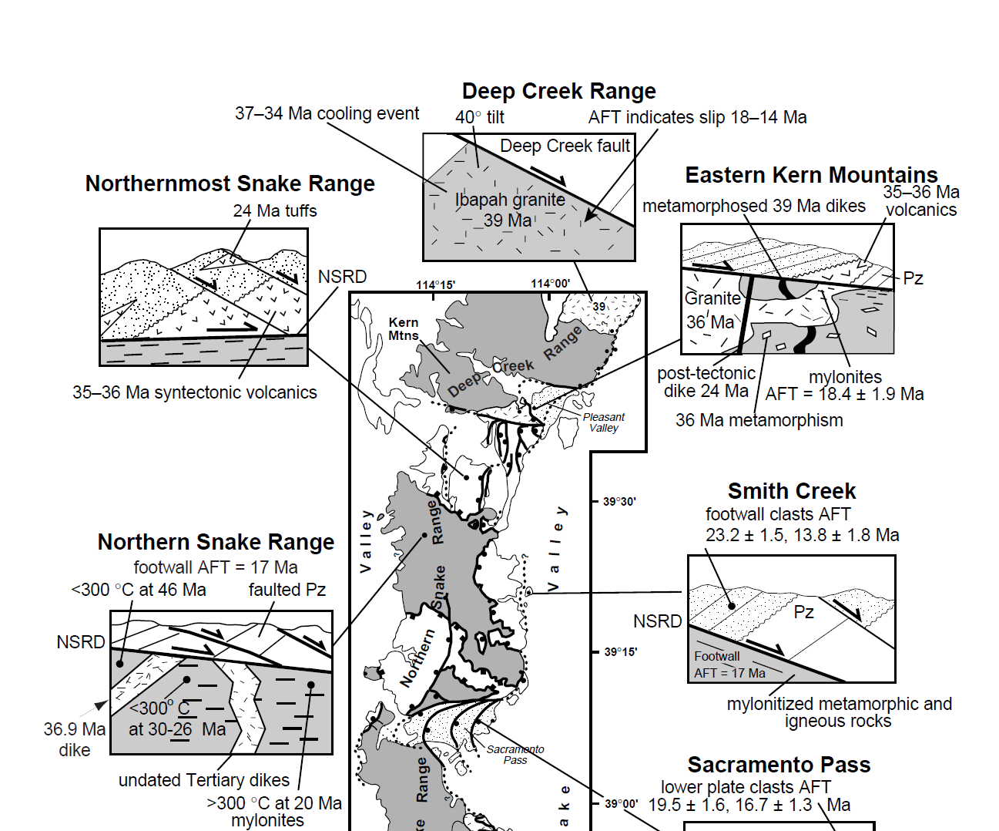 Deep Creek Range
37–34 Ma cooling event
40° tilt
AFT indicates slip 18–14 Ma
Deep Creek fault
Ibapah granite
39 Ma
Northernmost Snake Range
24 Ma tuffs
NSRD
35–36 Ma syntectonic volcanics
Eastern Kern Mountains
35–36 Ma
volcanics
metamorphosed 39 Ma dikes
Pz
Granite
36 Ma
post-tectonic
dike 24 Ma
mylonites
AFT = 18.4 ± 1.9 Ma
36 Ma metamorphism
114°15'
114°00'
39
Kern
Mtns
Deep Creek Range
Pleasant
Valley
39°30'
Valley
Valley
Northern Snake Range
?
?
39°15'
Sacramento
Pass
39°00'
Range
ake
ke
?
Smith Creek
footwall clasts AFT
23.2 ± 1.5, 13.8 ± 1.8 Ma
NSRD
Pz
Footwall
AFT = 17 Ma
mylonitized metamorphic and
igneous rocks
Northern Snake Range
footwall AFT = 17 Ma
<300 °C at 46 Ma
faulted Pz
NSRD
<300° C
at 30-26 Ma
36.9 Ma
dike
undated Tertiary dikes
>300 °C at 20 Ma
mylonites
Sacramento Pass
lower plate clasts AFT
19.5 ± 1.6, 16.7 ± 1.3 Ma